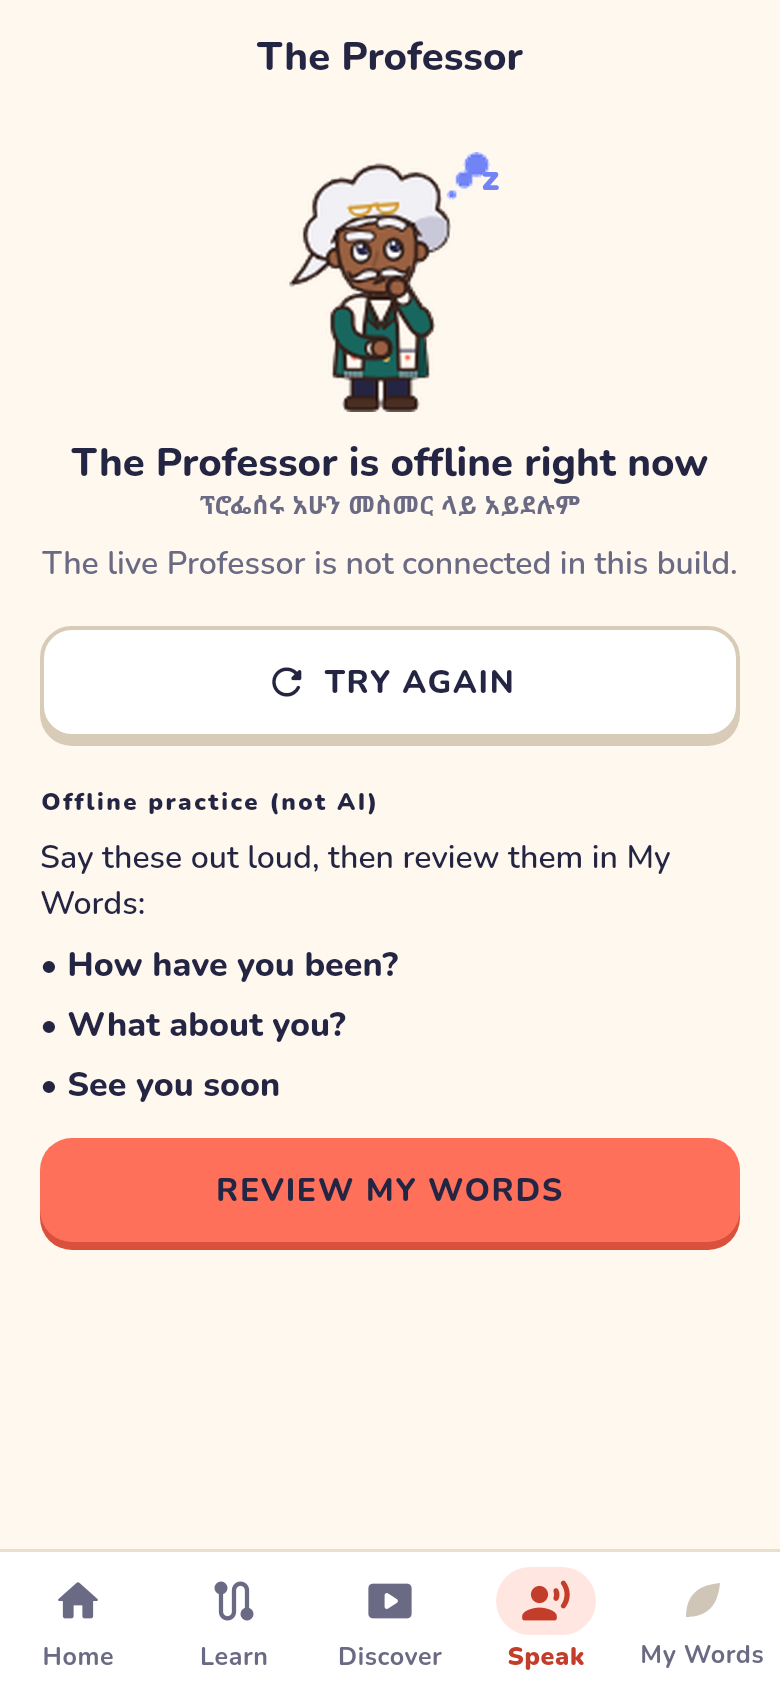 The Professor
z
The Professor is offline right now
ፕሮፌሰሩ አሁን መስመር ላይ አይደሉም
The live Professor is not connected in this build.
TRY AGAIN
Offline practice (not AI)
Say these out loud, then review them in My
Words:
• How have you been?
• What about you?
• See you soon
REVIEW MY WORDS
Home
Learn
Discover
Speak
My Words